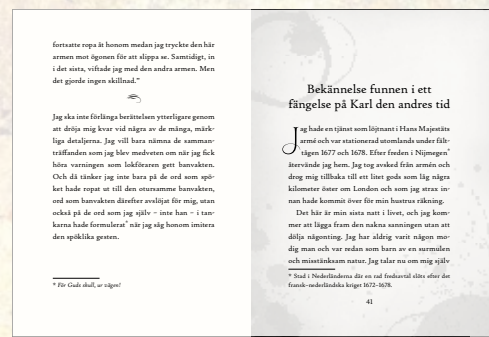 fortsatte ropa åt honom medan jag tryckte den här
armen mot ögonen för att slippa se. Samtidigt, in
i det sista, viftade jag med den andra armen. Men
det gjorde ingen skillnad."
Jag ska inte förlänga berättelsen ytterligare genom
att dröja mig kvar vid några av de många, märk-
liga detaljerna. Jag vill bara nämna de samman-
träffanden som jag blev medveten om när jag fick
höra varningen som lokföraren gett banvakten.
Och då tänker jag inte bara på de ord som spö-
ket hade ropat ut till den otursamme banvakten,
ord som banvakten därefter avslöjat för mig, utan
också på de ord som jag själv – inte han – i tan-
karna hade formulerat* när jag såg honom imitera
den spöklika gesten.
* För Guds skull, ur vägen!
Bekännelse funnen i ett
fängelse på Karl den andres tid
Jag hade en tjänst som löjtnant i Hans Majestäts
armé och var stationerad utomlands under fält-
tågen 1677 och 1678. Efter freden i Nijmegen*
återvände jag hem. Jag tog avsked från armén och
drog mig tillbaka till ett litet gods som låg några
kilometer öster om London och som jag strax in-
nan hade kommit över för min hustrus räkning.
Det här är min sista natt i livet, och jag kom-
mer att lägga fram den nakna sanningen utan att
dölja någonting. Jag har aldrig varit någon mo-
dig man och var redan som barn av en surmulen
och misstänksam natur. Jag talar nu om mig själv
* Stad i Nederländerna där en rad fredsavtal slöts efter det
fransk-nederländska kriget 1672–1678.
41